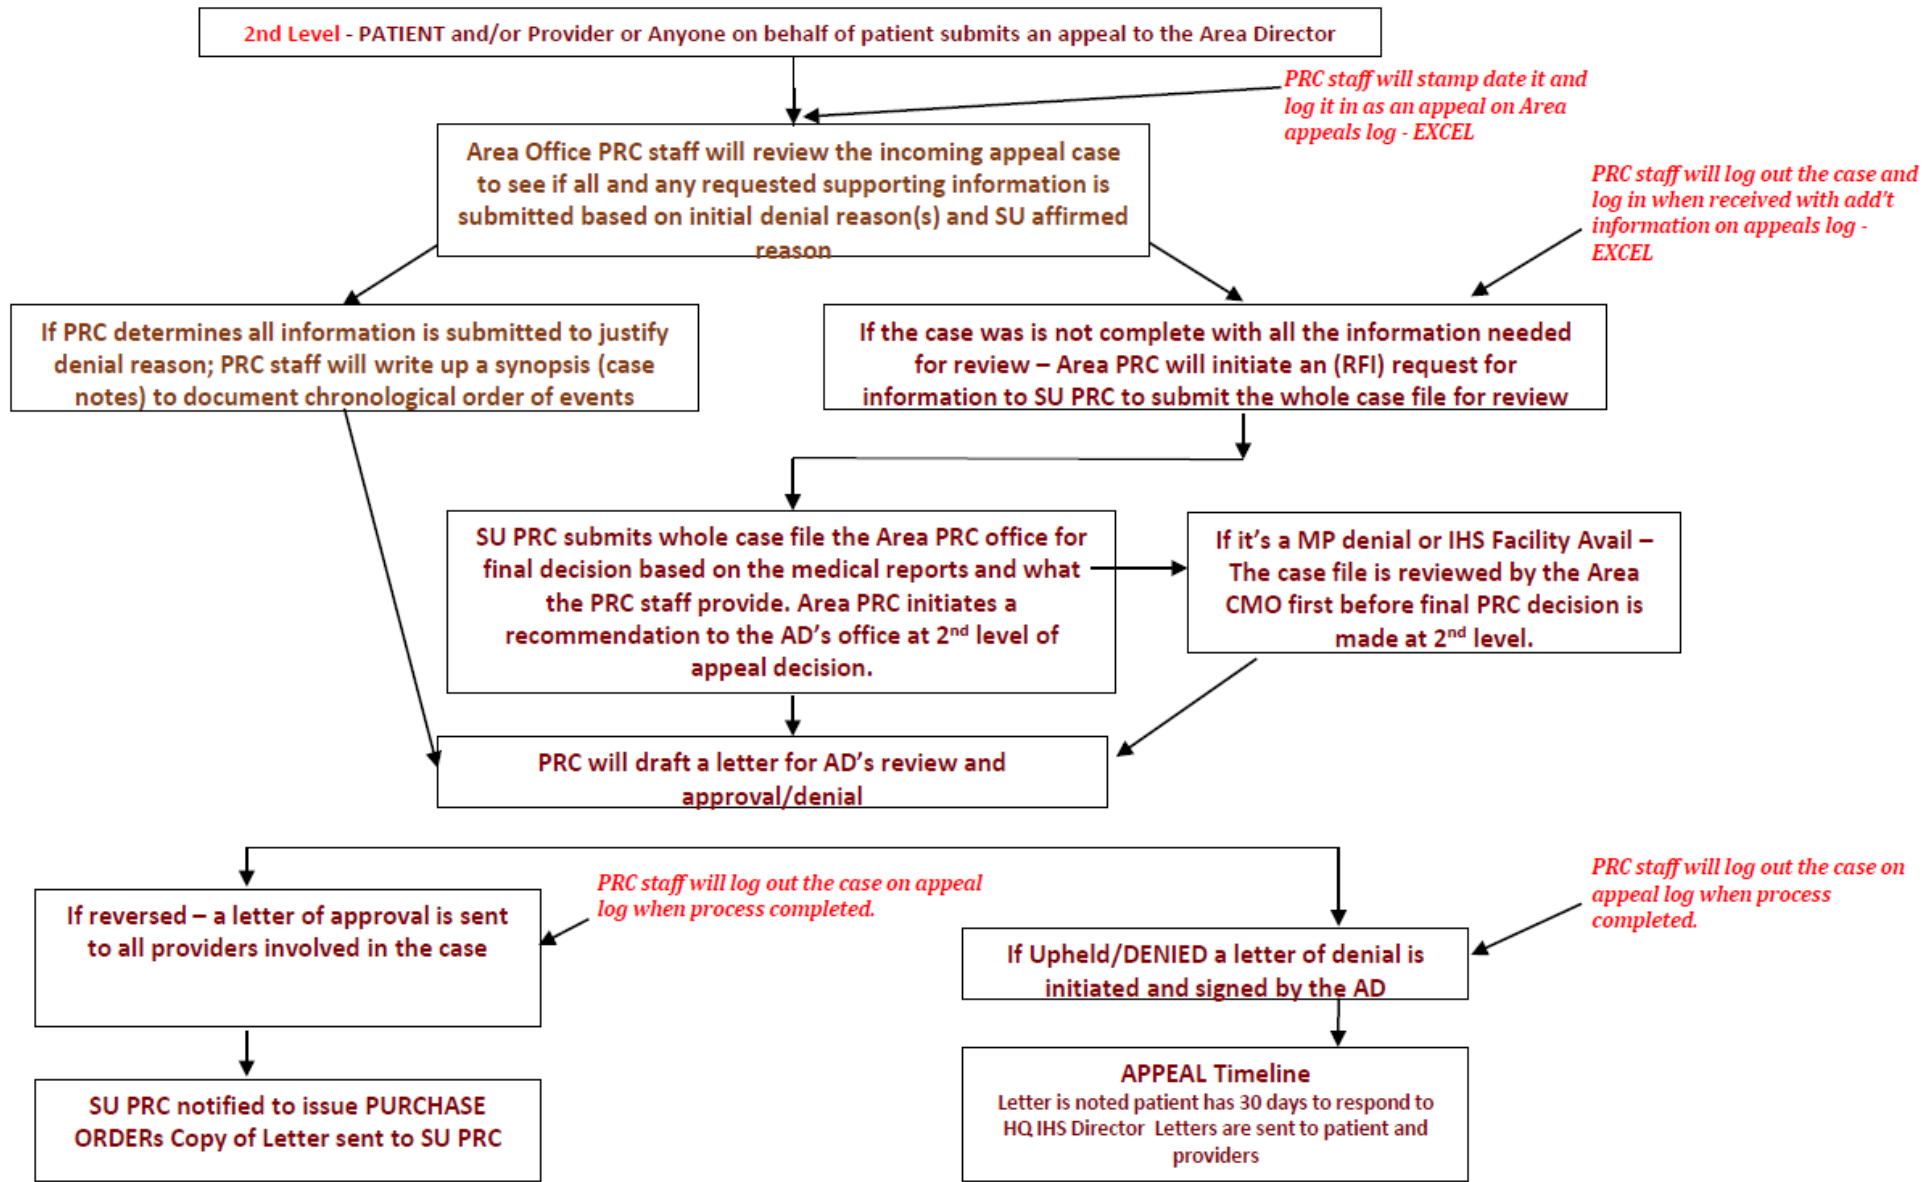 2nd Level - PATIENT and/or Provider or Anyone on behalf of patient submits an appeal to the Area Director
PRC staff will stamp date it and
log it in as an appeal on Area
appeals log - EXCEL
Area Office PRC staff will review the incoming appeal case
to see if all and any requested supporting information is
submitted based on initial denial reason(s) and SU affirmed
reason
PRC staff will log out the case and
log in when received with add't
information on appeals log -
EXCEL
If PRC determines all information is submitted to justify
denial reason; PRC staff will write up a synopsis (case
notes) to document chronological order of events
If the case was is not complete with all the information needed
for review – Area PRC will initiate an (RFI) request for
information to SU PRC to submit the whole case file for review
SU PRC submits whole case file the Area PRC office for
final decision based on the medical reports and what
the PRC staff provide. Area PRC initiates a
recommendation to the AD's office at 2nd level of
appeal decision.
If it's a MP denial or IHS Facility Avail –
The case file is reviewed by the Area
CMO first before final PRC decision is
made at 2nd level.
PRC will draft a letter for AD's review and
approval/denial
If reversed – a letter of approval is sent
to all providers involved in the case
PRC staff will log out the case on appeal
log when process completed.
If Upheld/DENIED a letter of denial is
initiated and signed by the AD
PRC staff will log out the case on
appeal log when process
completed.
SU PRC notified to issue PURCHASE
ORDERs Copy of Letter sent to SU PRC
APPEAL Timeline
Letter is noted patient has 30 days to respond to
HQ IHS Director  Letters are sent to patient and
providers